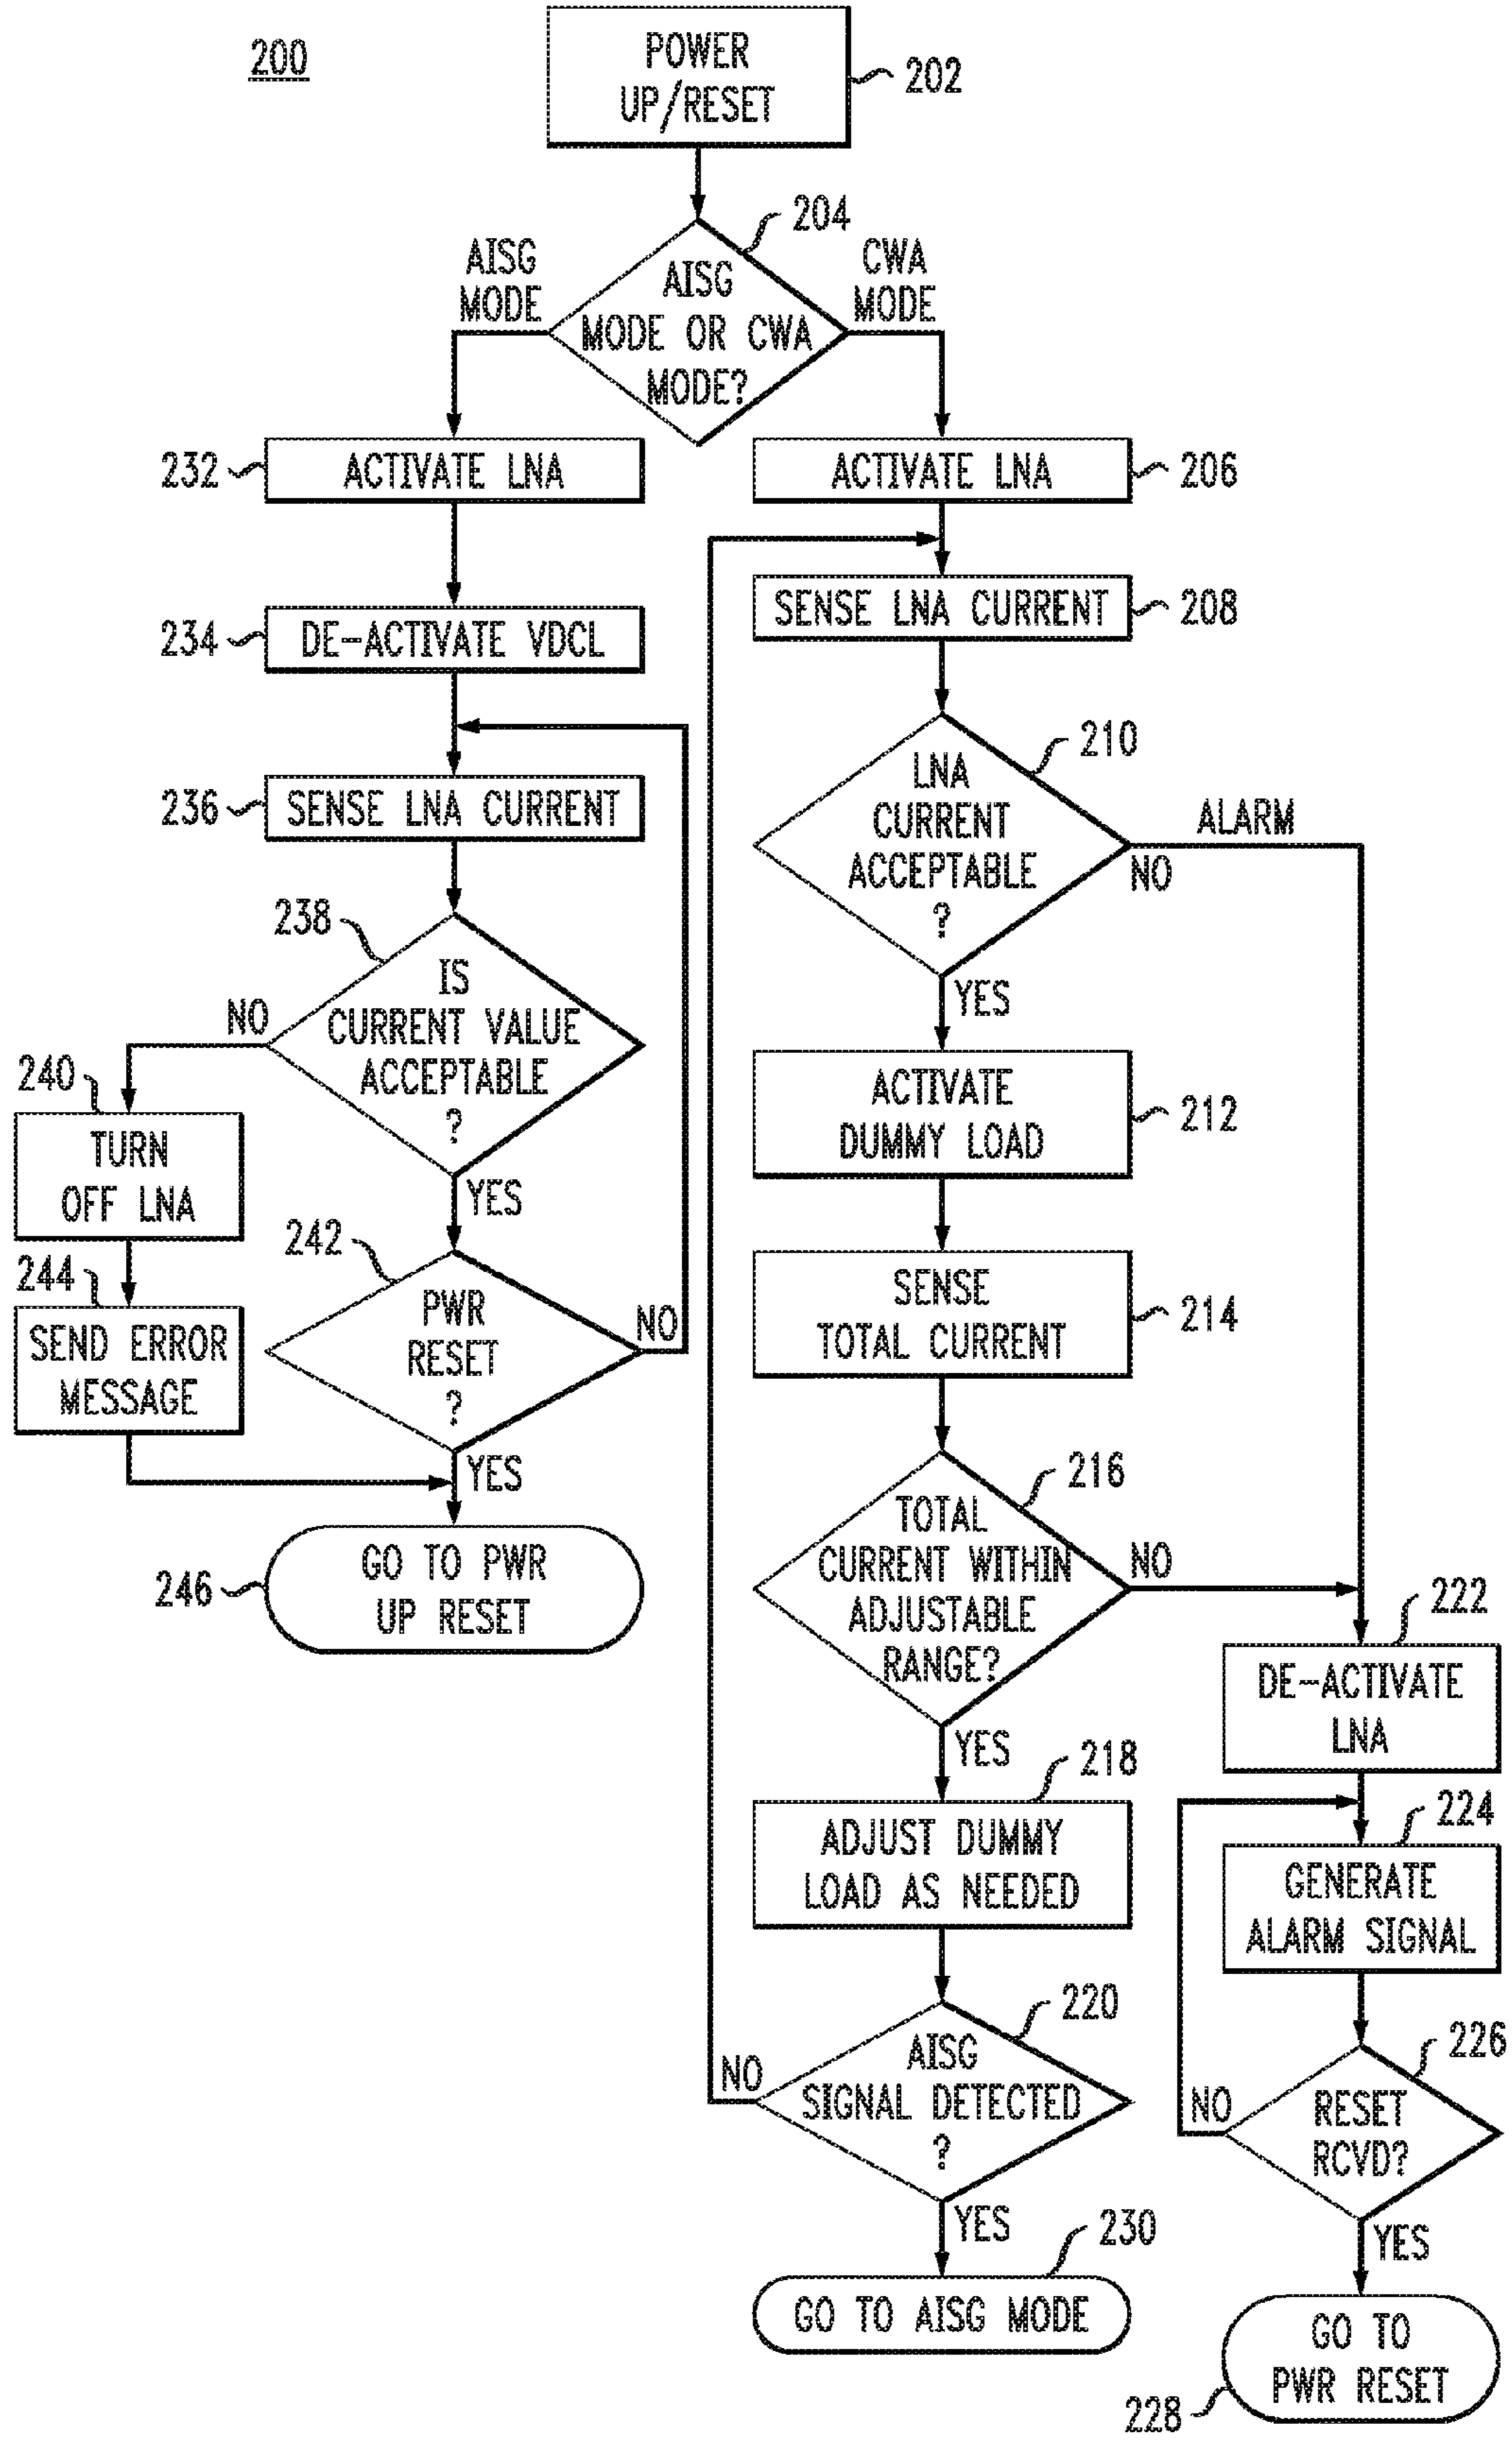 200
POWER
UP/RESET
202
204
AISG
MODE
AISG
MODE OR CWA
MODE?
CWA
MODE
232
ACTIVATE LNA
ACTIVATE LNA
206
234
DE-ACTIVATE VDCL
SENSE LNA CURRENT
208
236
SENSE LNA CURRENT
210
LNA
CURRENT
ACCEPTABLE
?
ALARM
NO
YES
238
IS
CURRENT VALUE
ACCEPTABLE
?
NO
YES
240
TURN
OFF LNA
ACTIVATE
DUMMY LOAD
212
242
PWR
RESET
?
NO
YES
244
SEND ERROR
MESSAGE
SENSE
TOTAL CURRENT
214
246
GO TO PWR
UP RESET
216
TOTAL
CURRENT WITHIN
ADJUSTABLE
RANGE?
NO
YES
222
DE-ACTIVATE
LNA
218
ADJUST DUMMY
LOAD AS NEEDED
224
GENERATE
ALARM SIGNAL
220
AISG
SIGNAL DETECTED
?
NO
YES
226
RESET
RCVD?
NO
YES
230
GO TO AISG MODE
GO TO
PWR RESET
228